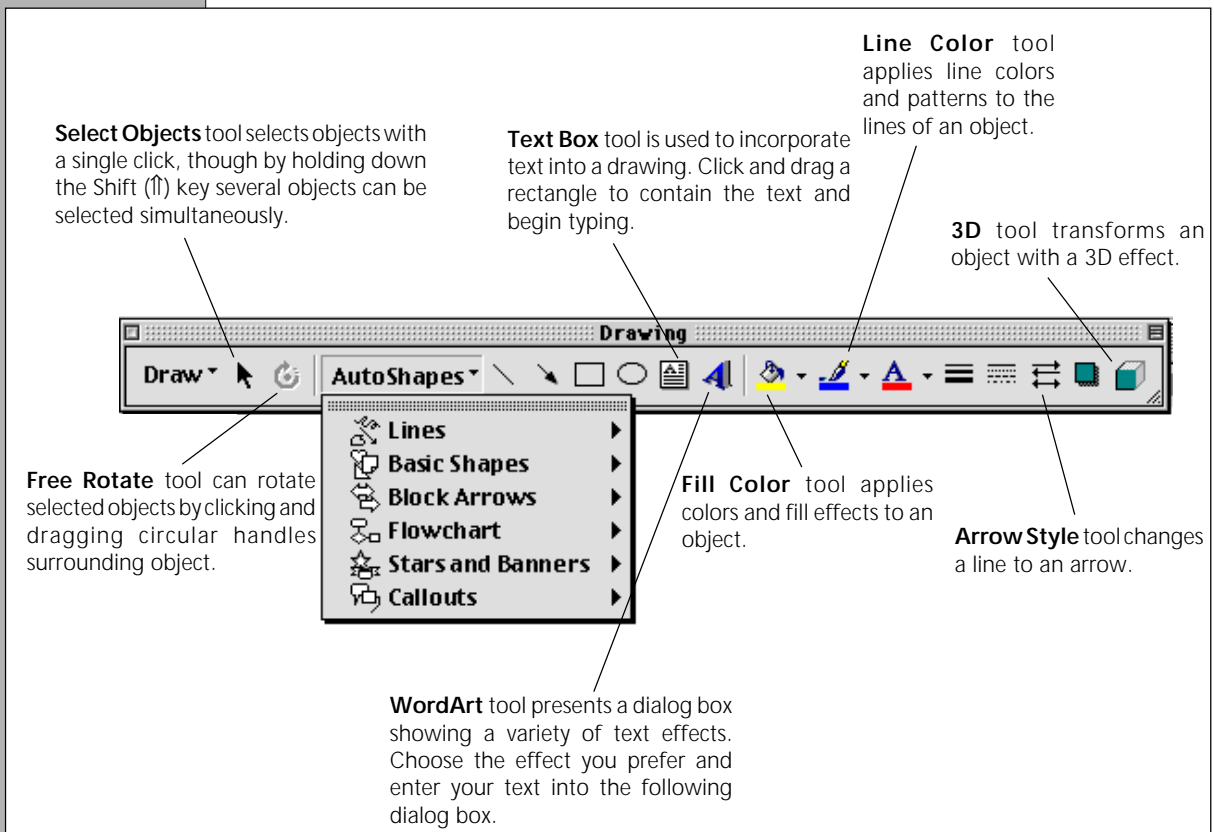 Line Color tool
applies line colors
and patterns to the
lines of an object.
Select Objects tool selects objects with
a single click, though by holding down
the Shift (⇑) key several objects can be
selected simultaneously.
Text Box tool is used to incorporate
text into a drawing. Click and drag a
rectangle to contain the text and
begin typing.
3D tool transforms an
object with a 3D effect.
Drawing
Draw AutoShapes A
Lines
Basic Shapes
Block Arrows
Flowchart
Stars and Banners
Callouts
Free Rotate tool can rotate
selected objects by clicking and
dragging circular handles
surrounding object.
Fill Color tool applies
colors and fill effects to an
object.
Arrow Style tool changes
a line to an arrow.
WordArt tool presents a dialog box
showing a variety of text effects.
Choose the effect you prefer and
enter your text into the following
dialog box.